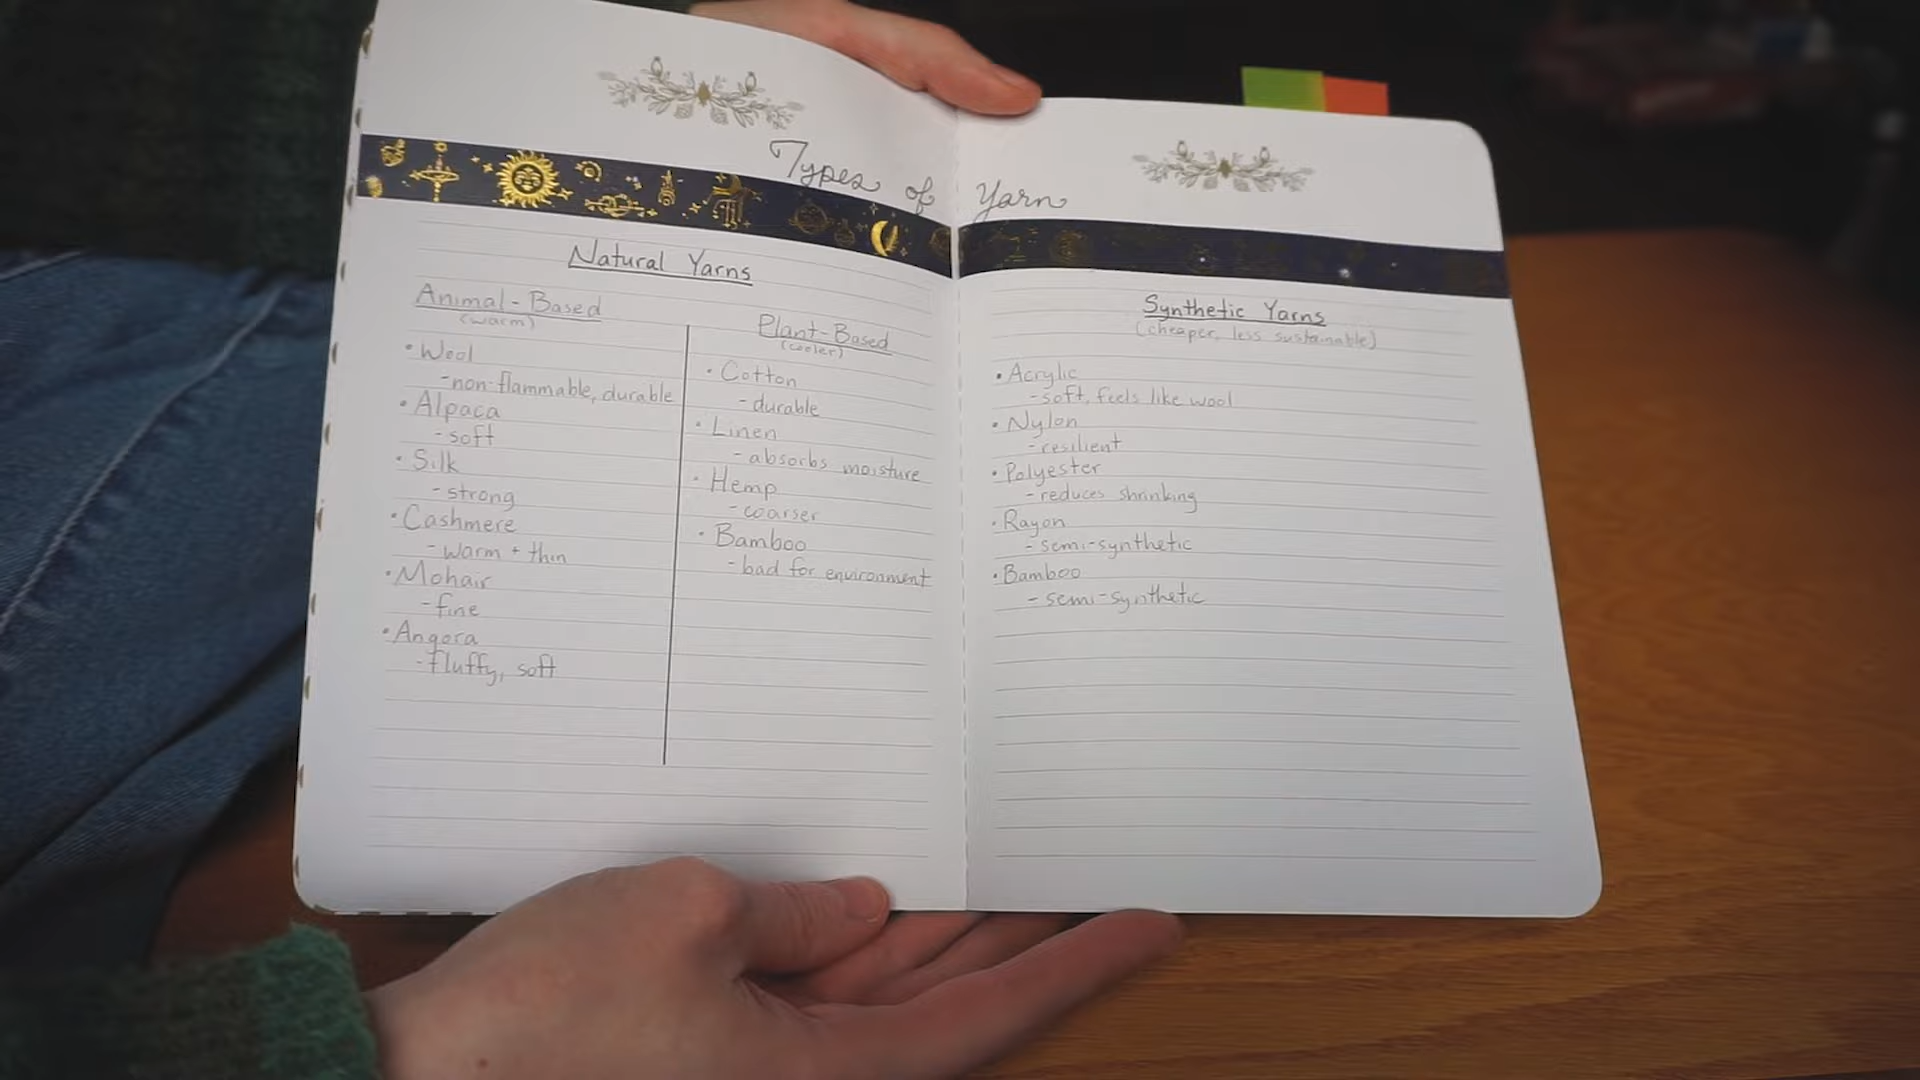 Types of Yarn
Natural Yarns
Animal-Based
(warm)
• Wool
-non-flammable, durable
• Alpaca
-soft
• Silk
-strong
• Cashmere
-warm + thin
• Mohair
-fine
• Angora
-fluffy, soft
Plant-Based
(cooler)
• Cotton
-durable
• Linen
-absorbs moisture
• Hemp
-coarser
• Bamboo
-bad for environment
Synthetic Yarns
(cheaper, less sustainable)
• Acrylic
-soft, feels like wool
• Nylon
-resilient
• Polyester
-reduces shrinking
• Rayon
-semi-synthetic
• Bamboo
-semi-synthetic